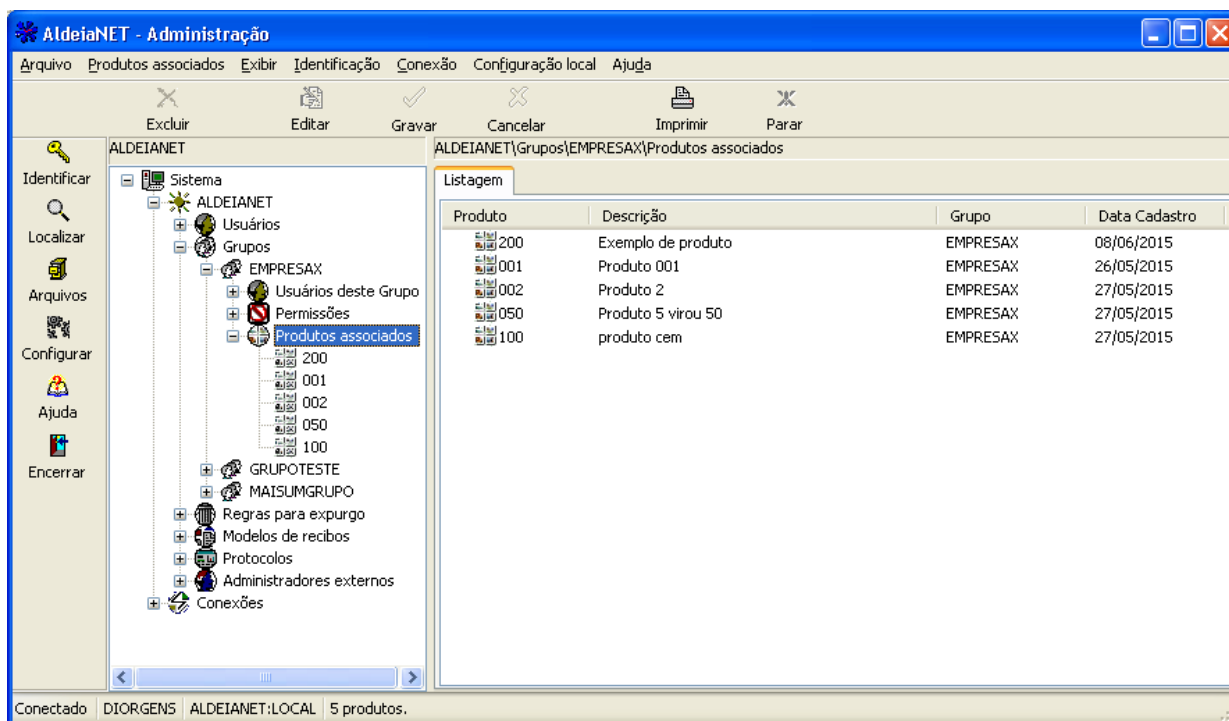 AldeiaNET - Administração
Arquivo Produtos associados Exibir Identificação Conexão Configuração local Ajuda
Excluir Editar Gravar Cancelar Imprimir Parar
Identificar
Localizar
Arquivos
Configurar
Ajuda
Encerrar
ALDEIANET
Sistema
ALDEIANET
Usuários
Grupos
EMPRESAX
Usuários deste Grupo
Permissões
Produtos associados
200
001
002
050
100
GRUPOTESTE
MAISUMGRUPO
Regras para expurgo
Modelos de recibos
Protocolos
Administradores externos
Conexões
ALDEIANET\Grupos\EMPRESAX\Produtos associados
Listagem
Produto Descrição Grupo Data Cadastro
200 Exemplo de produto EMPRESAX 08/06/2015
001 Produto 001 EMPRESAX 26/05/2015
002 Produto 2 EMPRESAX 27/05/2015
050 Produto 5 virou 50 EMPRESAX 27/05/2015
100 produto cem EMPRESAX 27/05/2015
Conectado DIORGENS ALDEIANET:LOCAL 5 produtos.